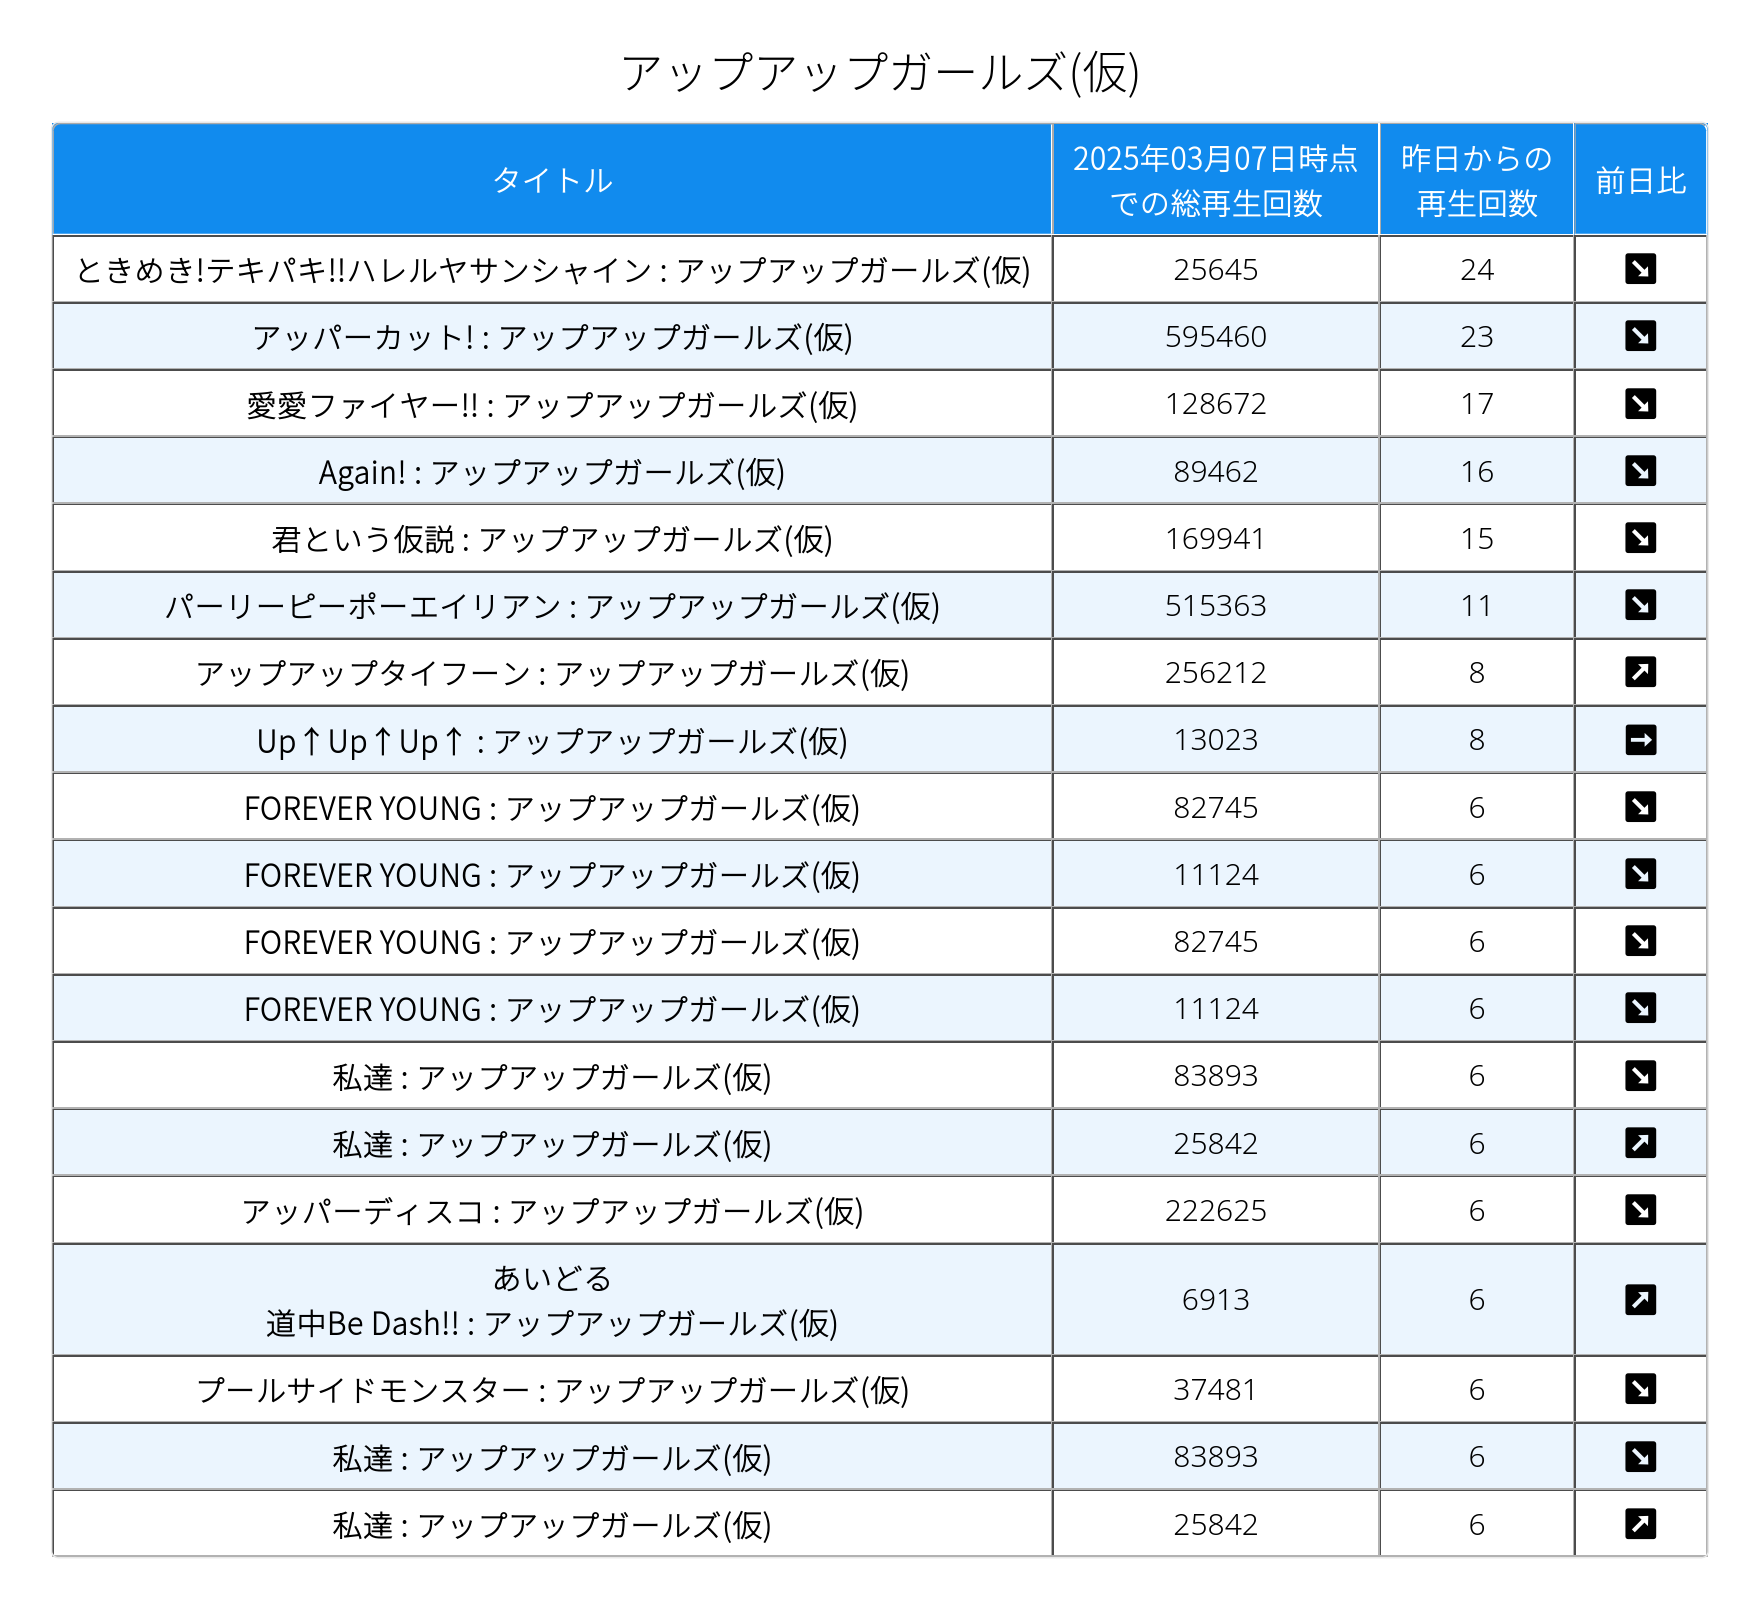 アップアップガールズ(仮)
タイトル
2025年03月07日時点
での総再生回数
昨日からの
再生回数
前日比
ときめき!テキパキ!!ハレルヤサンシャイン : アップアップガールズ(仮) 25645 24 ↘
アッパーカット! : アップアップガールズ(仮) 595460 23 ↘
愛愛ファイヤー!! : アップアップガールズ(仮) 128672 17 ↘
Again! : アップアップガールズ(仮) 89462 16 ↘
君という仮説 : アップアップガールズ(仮) 169941 15 ↘
パーリーピーポーエイリアン : アップアップガールズ(仮) 515363 11 ↘
アップアップタイフーン : アップアップガールズ(仮) 256212 8 ↗
Up↑Up↑Up↑ : アップアップガールズ(仮) 13023 8 →
FOREVER YOUNG : アップアップガールズ(仮) 82745 6 ↘
FOREVER YOUNG : アップアップガールズ(仮) 11124 6 ↘
FOREVER YOUNG : アップアップガールズ(仮) 82745 6 ↘
FOREVER YOUNG : アップアップガールズ(仮) 11124 6 ↘
私達 : アップアップガールズ(仮) 83893 6 ↘
私達 : アップアップガールズ(仮) 25842 6 ↗
アッパーディスコ : アップアップガールズ(仮) 222625 6 ↘
あいどる
道中Be Dash!! : アップアップガールズ(仮) 6913 6 ↗
プールサイドモンスター : アップアップガールズ(仮) 37481 6 ↘
私達 : アップアップガールズ(仮) 83893 6 ↘
私達 : アップアップガールズ(仮) 25842 6 ↗